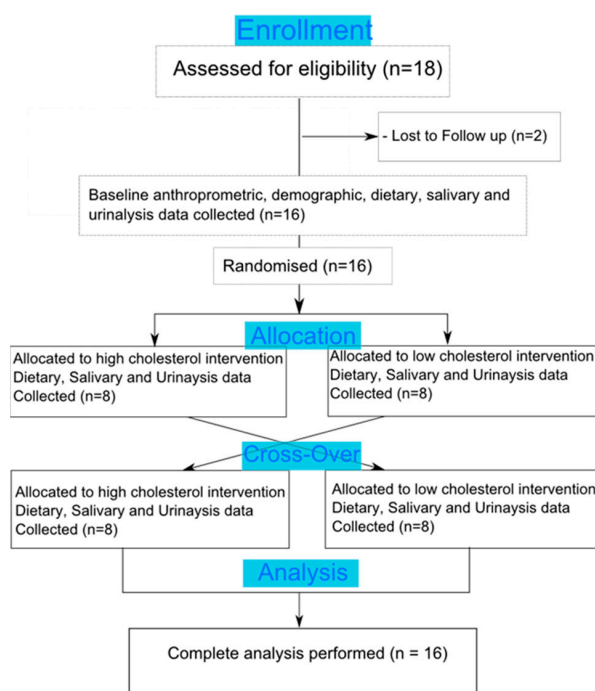 Enrollment
Assessed for eligibility (n=18)
- Lost to Follow up (n=2)
Baseline anthroprometric, demographic, dietary, salivary and
urinalysis data collected (n=16)
Randomised (n=16)
Allocation
Allocated to high cholesterol intervention
Dietary, Salivary and Urinaysis data
Collected (n=8)
Allocated to low cholesterol intervention
Dietary, Salivary and Urinaysis data
Collected (n=8)
Cross-Over
Allocated to high cholesterol intervention
Dietary, Salivary and Urinaysis data
Collected (n=8)
Allocated to low cholesterol intervention
Dietary, Salivary and Urinaysis data
Collected (n=8)
Analysis
Complete analysis performed (n = 16)